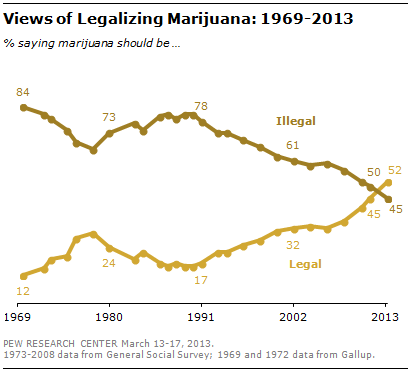 Views of Legalizing Marijuana: 1969-2013
% saying marijuana should be ...
84
73
78
Illegal
61
50
52
45
45
24
17
32
Legal
12
1969 1980 1991 2002 2013
PEW RESEARCH CENTER March 13-17, 2013.
1973-2008 data from General Social Survey; 1969 and 1972 data from Gallup.